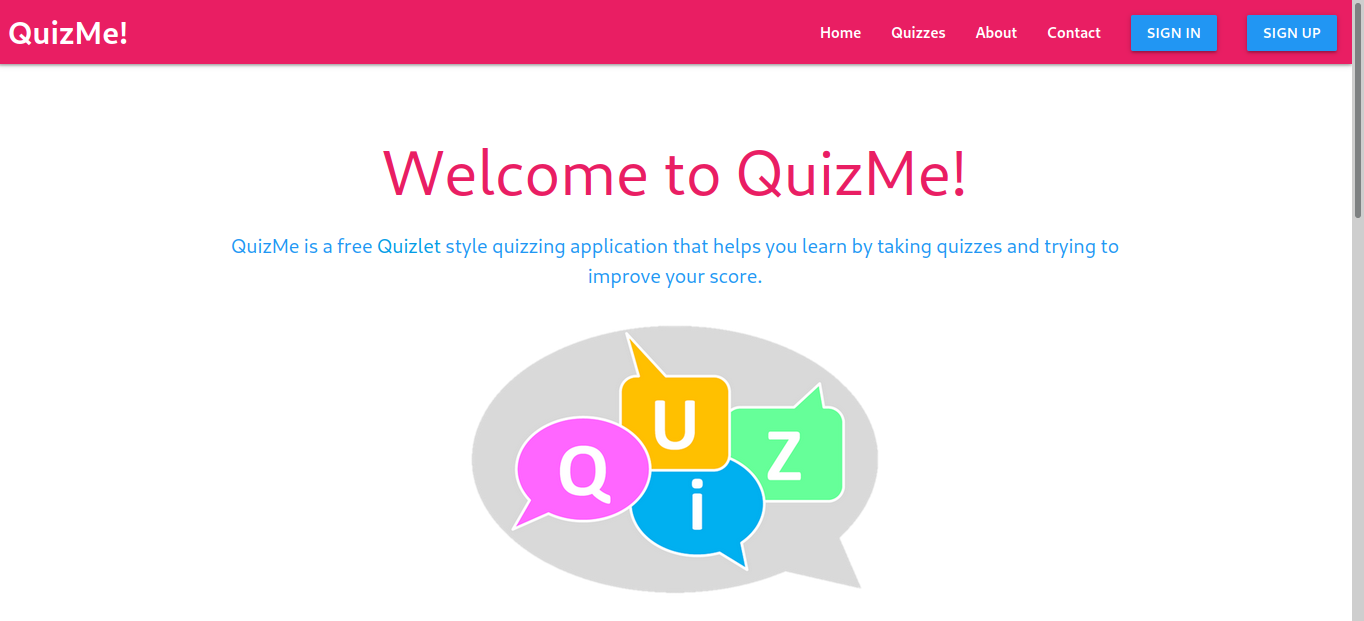 QuizMe!
Home
Quizzes
About
Contact
SIGN IN
SIGN UP
Welcome to QuizMe!
QuizMe is a free Quizlet style quizzing application that helps you learn by taking quizzes and trying to
improve your score.
Q
U
i
Z